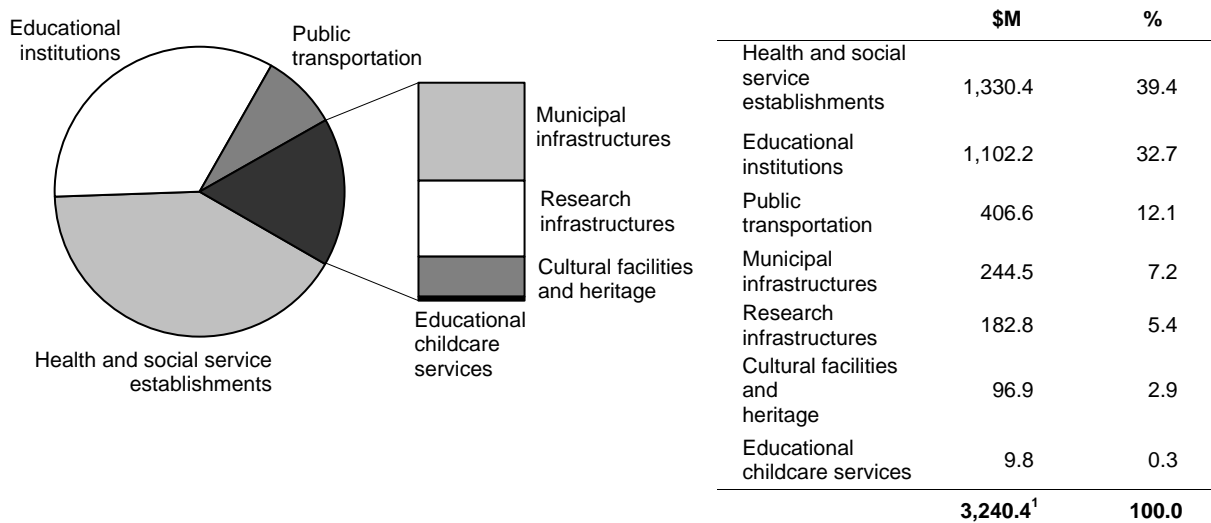 Educational
institutions
Public
transportation
Municipal
infrastructures
Research
infrastructures
Cultural facilities
and heritage
Educational
childcare
services
Health and social service
establishments
$M %
Health and social
service
establishments 1,330.4 39.4
Educational
institutions 1,102.2 32.7
Public
transportation 406.6 12.1
Municipal
infrastructures 244.5 7.2
Research
infrastructures 182.8 5.4
Cultural facilities
and
heritage 96.9 2.9
Educational
childcare services 9.8 0.3
3,240.4¹ 100.0